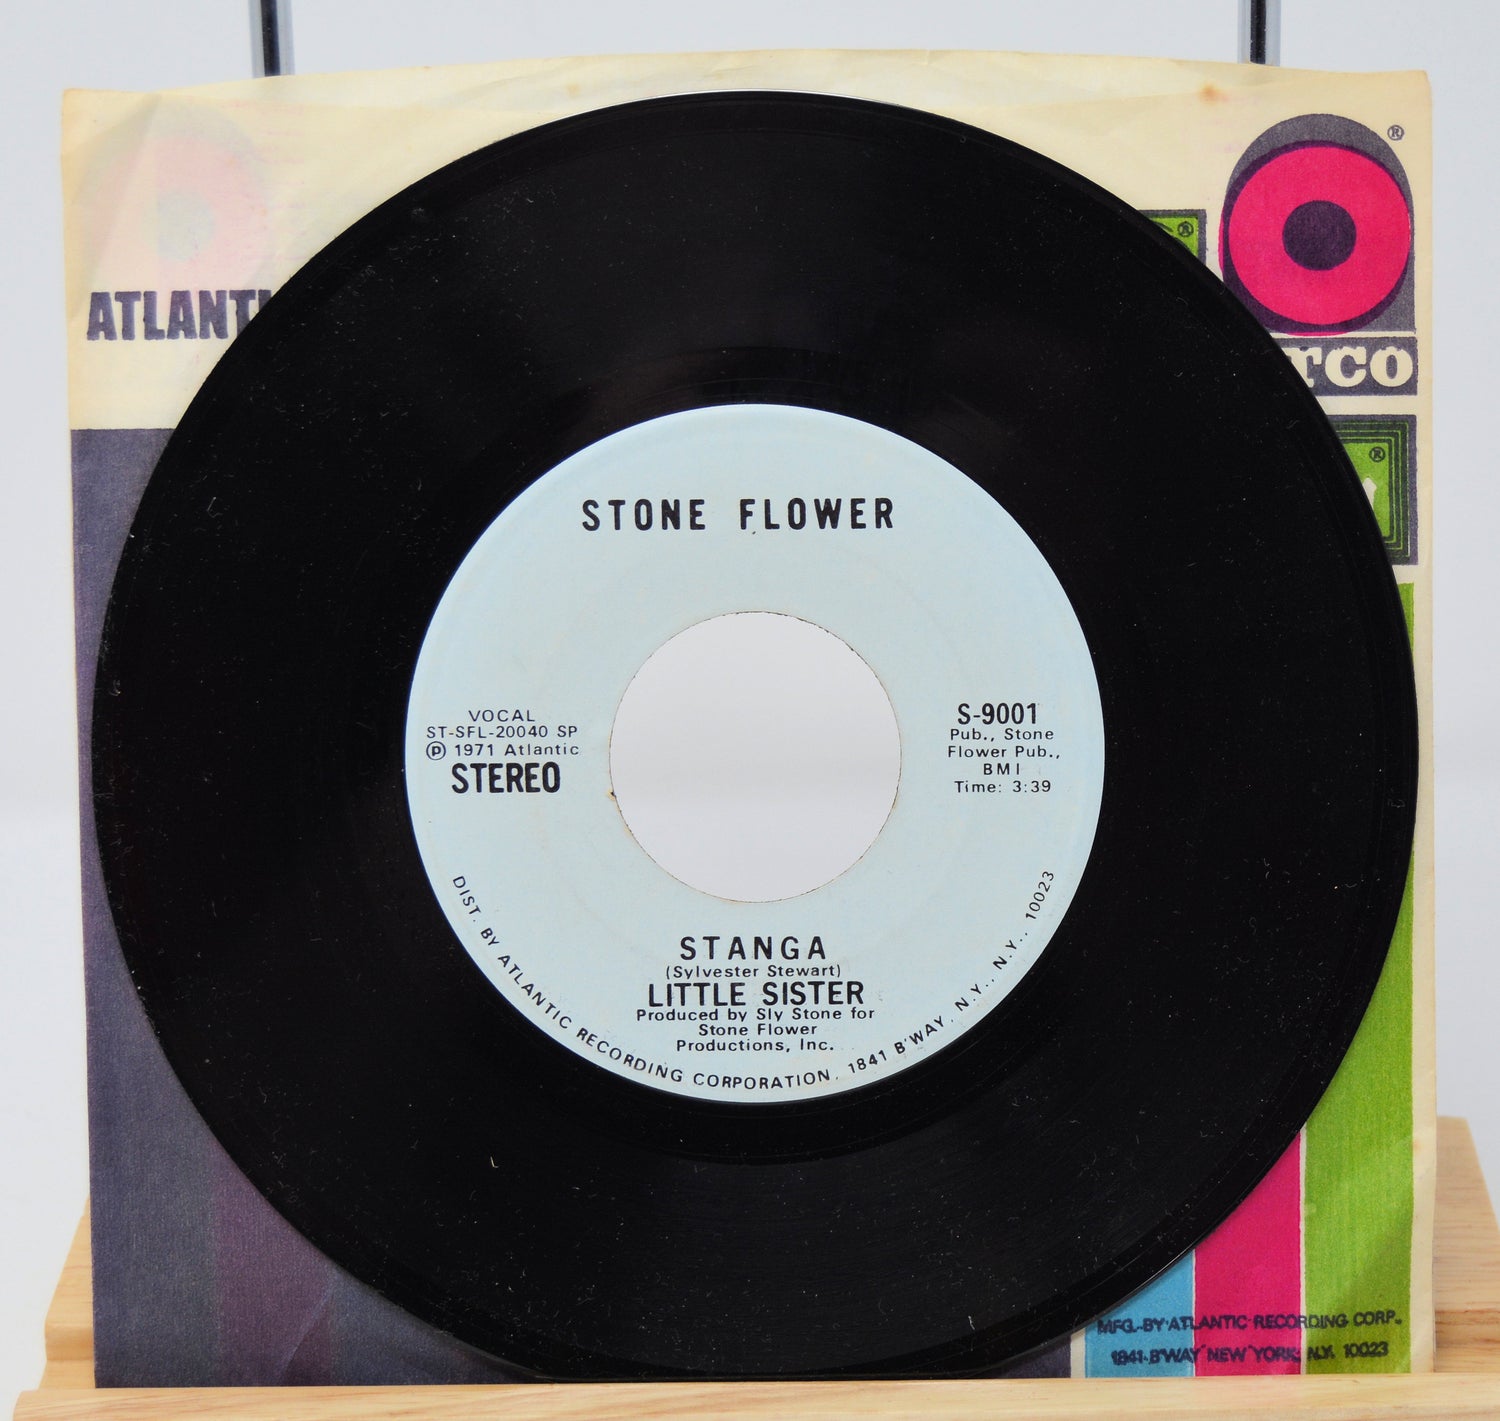 ATLANTI
®
®
TCO
®
STONE FLOWER
VOCAL
ST-SFL-20040 SP
Ⓟ 1971 Atlantic
STEREO
S-9001
Pub., Stone
Flower Pub.,
BMI
Time: 3:39
STANGA
(Sylvester Stewart)
LITTLE SISTER
Produced by Sly Stone for
Stone Flower
Productions, Inc.
DIST. BY ATLANTIC RECORDING CORPORATION, 1841 B'WAY, N.Y., N.Y., 10023
MFG. BY ATLANTIC RECORDING CORP.
1841 B'WAY NEW YORK, N.Y. 10023